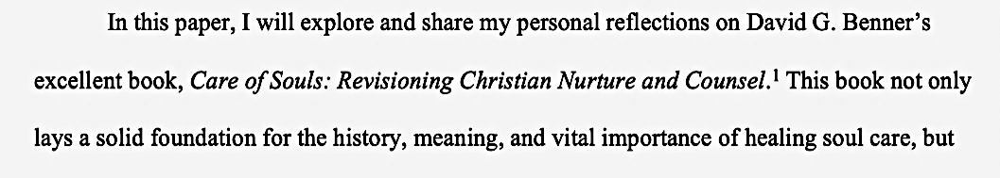 In this paper, I will explore and share my personal reflections on David G. Benner’s
excellent book, Care of Souls: Revisioning Christian Nurture and Counsel.¹ This book not only
lays a solid foundation for the history, meaning, and vital importance of healing soul care, but